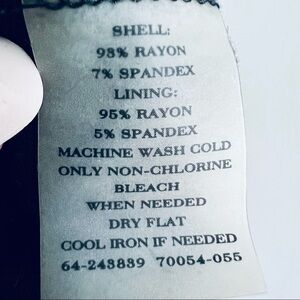 SHELL:
93% RAYON
7% SPANDEX
LINING:
95% RAYON
5% SPANDEX
MACHINE WASH COLD
ONLY NON-CHLORINE
BLEACH
WHEN NEEDED
DRY FLAT
COOL IRON IF NEEDED
64-243839 70054-055